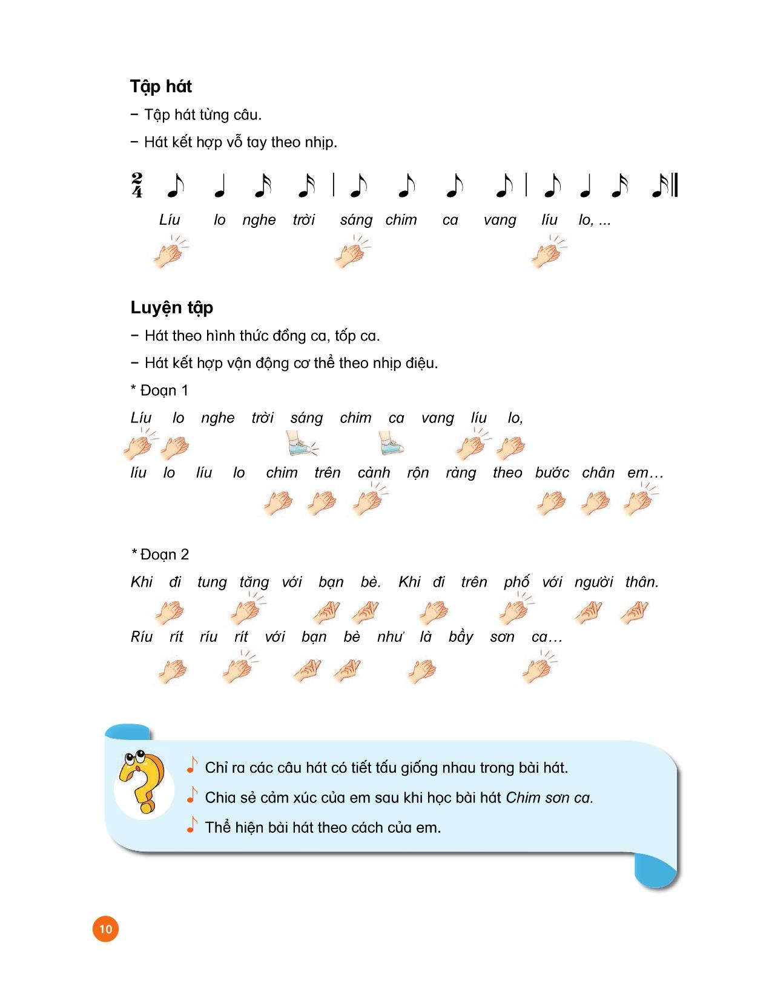 Tập hát
– Tập hát từng câu.
– Hát kết hợp vỗ tay theo nhịp.
2
4
Líu lo nghe trời sáng chim ca vang líu lo, ...
Luyện tập
– Hát theo hình thức đồng ca, tốp ca.
– Hát kết hợp vận động cơ thể theo nhịp điệu.
* Đoạn 1
Líu lo nghe trời sáng chim ca vang líu lo,
líu lo líu lo chim trên cành rộn ràng theo bước chân em…
* Đoạn 2
Khi đi tung tăng với bạn bè. Khi đi trên phố với người thân.
Ríu rít ríu rít với bạn bè như là bầy sơn ca…
Chỉ ra các câu hát có tiết tấu giống nhau trong bài hát.
Chia sẻ cảm xúc của em sau khi học bài hát Chim sơn ca.
Thể hiện bài hát theo cách của em.
10